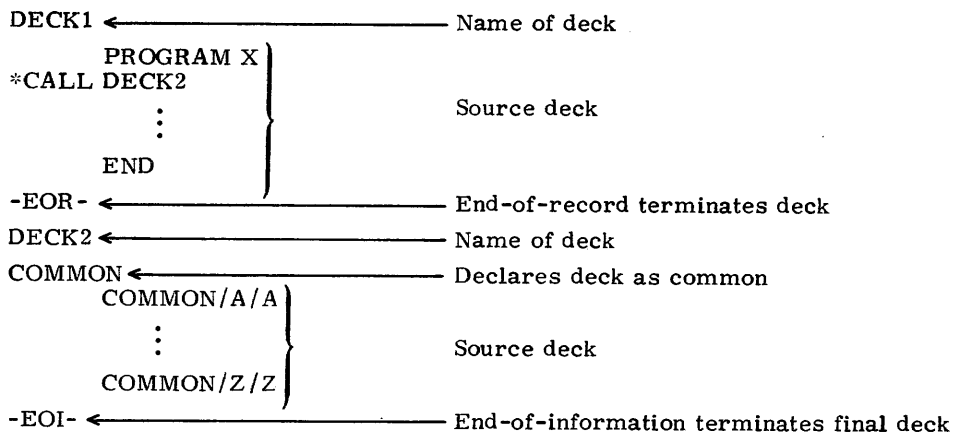 DECK1 Name of deck
PROGRAM X
*CALL DECK2
Source deck
END
-EOR- End-of-record terminates deck
DECK2 Name of deck
COMMON Declares deck as common
COMMON/A/A
Source deck
COMMON/Z/Z
-EOI- End-of-information terminates final deck